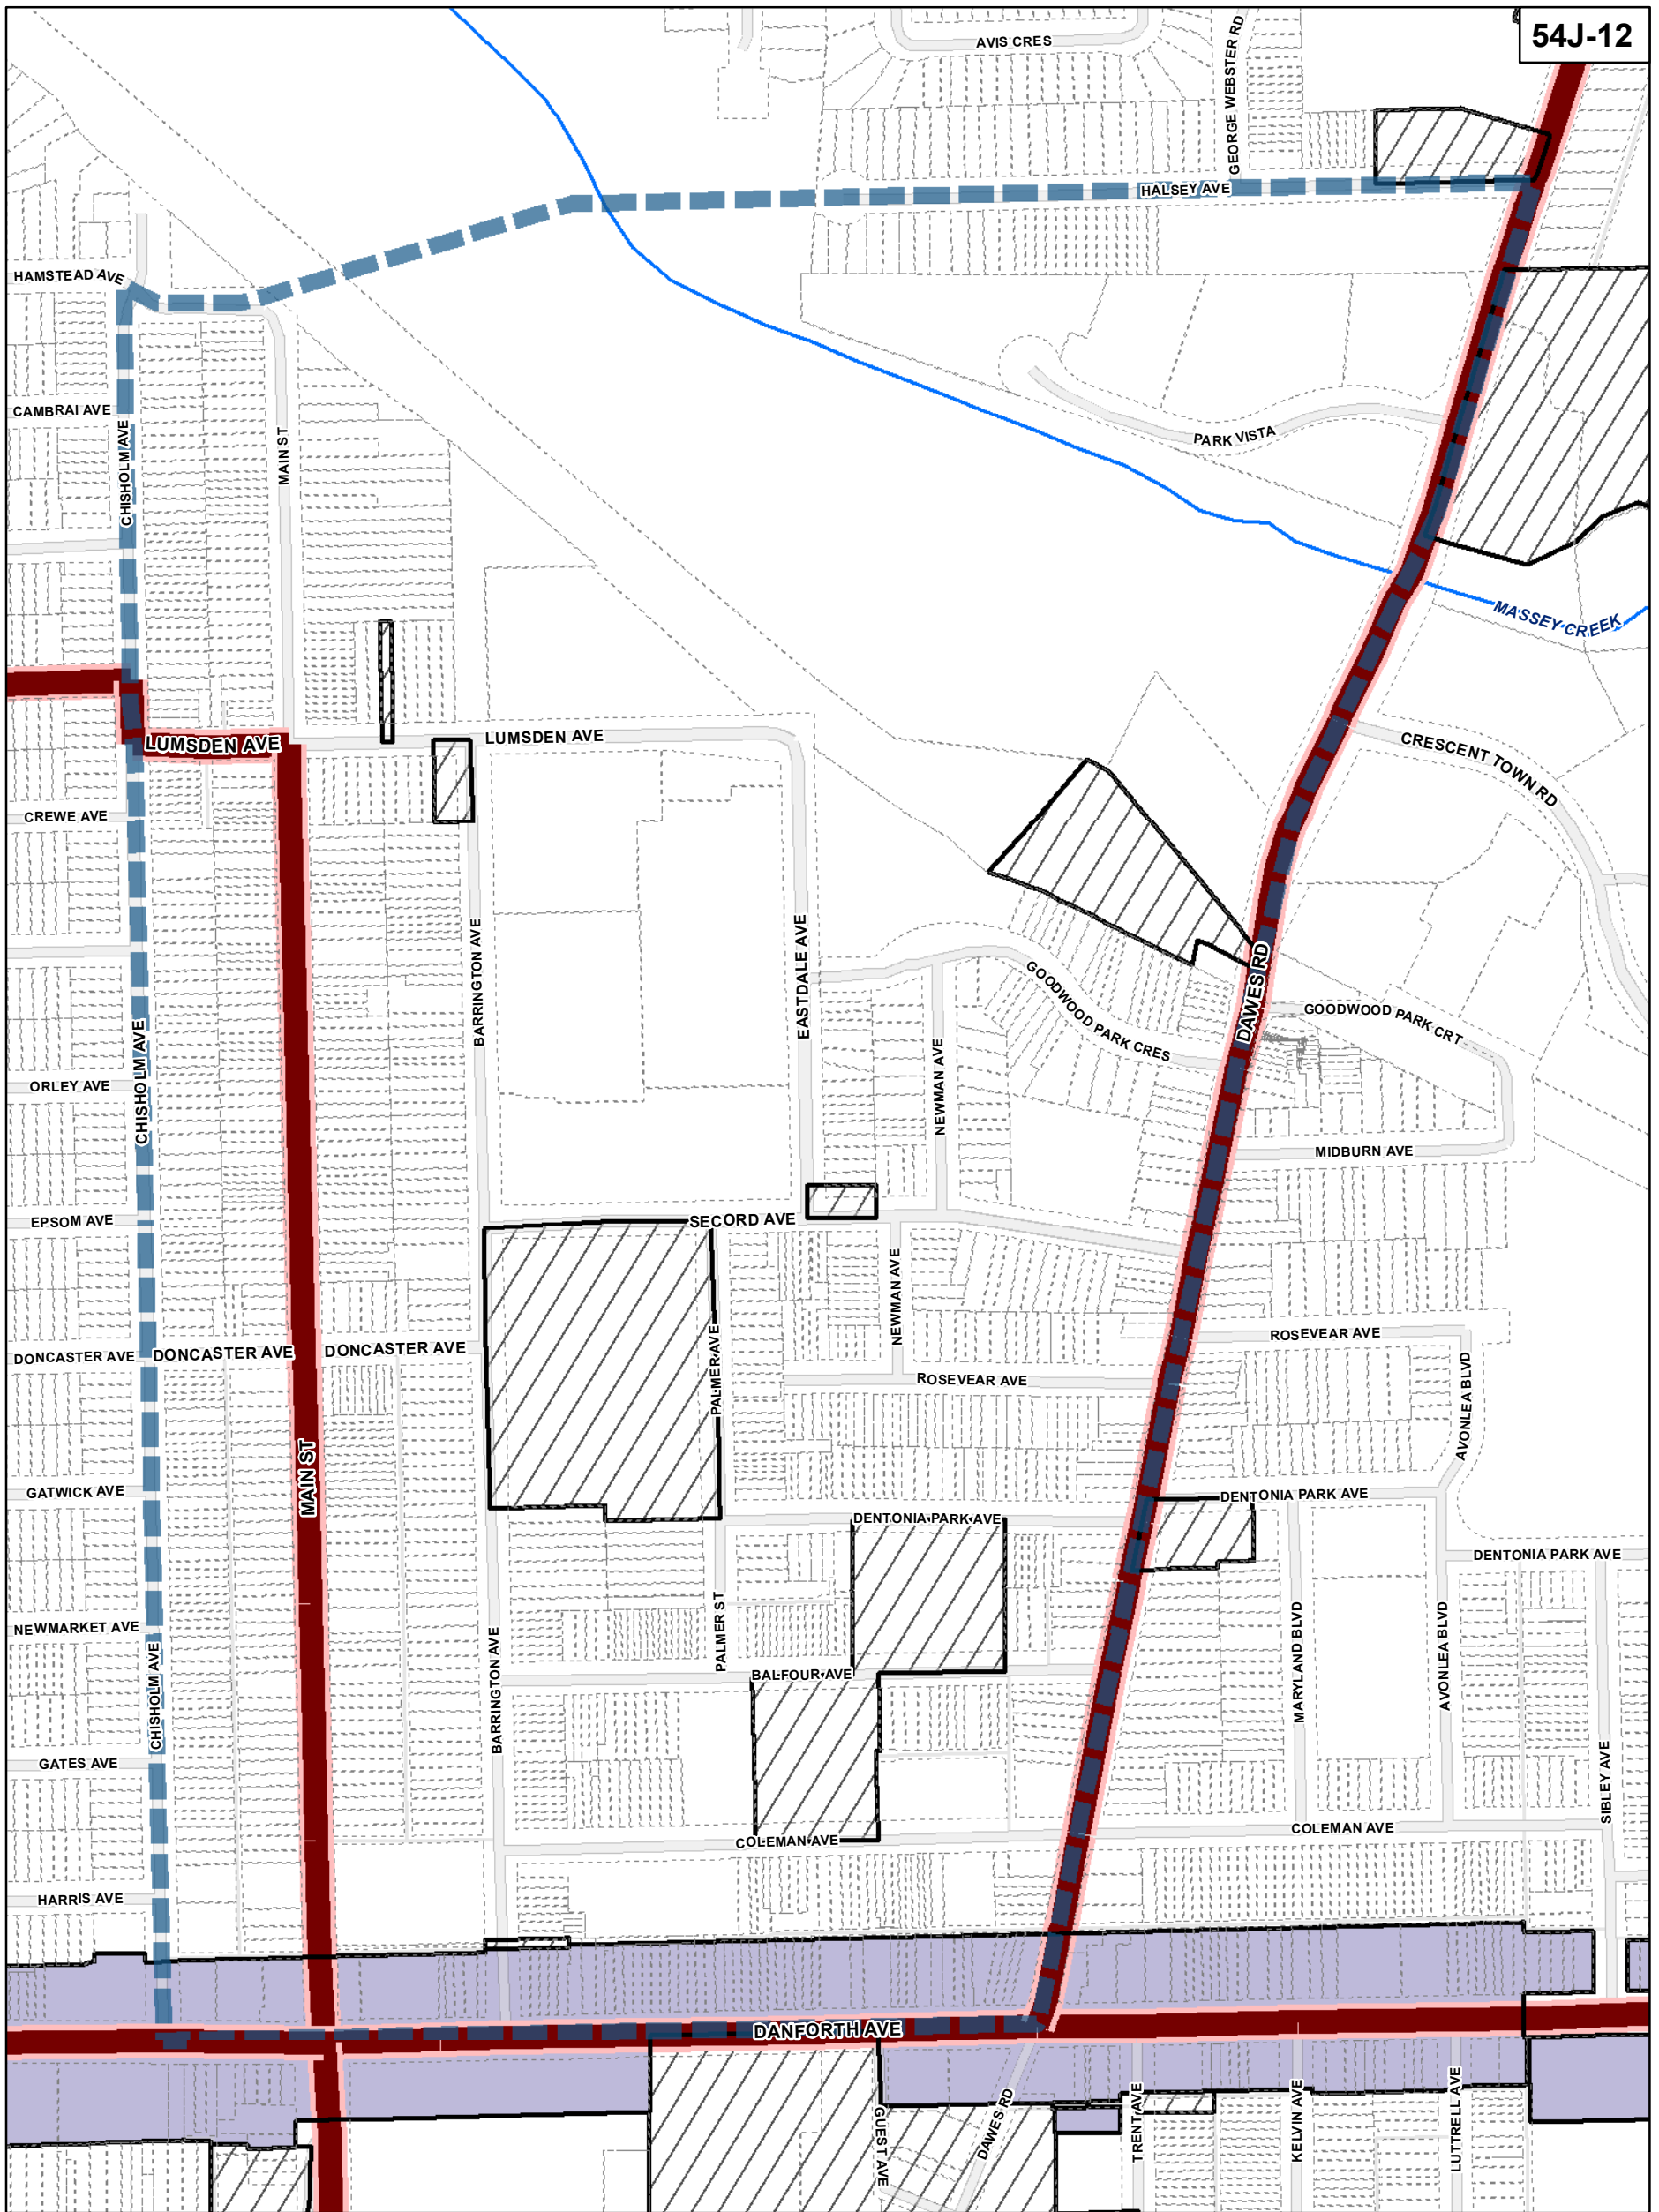 54J-12
AVIS CRES
GEORGE WEBSTER RD
HALSEY AVE
HAMSTEAD AVE
CAMBRAI AVE
CHISHOLM AVE
MAIN ST
PARK VISTA
MASSEY CREEK
LUMSDEN AVE
LUMSDEN AVE
CRESCENT TOWN RD
CREWE AVE
BARRINGTON AVE
EASTDALE AVE
GOODWOOD PARK CRES
DAWES RD
GOODWOOD PARK CRT
CHISHOLM AVE
NEWMAN AVE
ORLEY AVE
MIDBURN AVE
EPSOM AVE
SECORD AVE
NEWMAN AVE
ROSEVEAR AVE
DONCASTER AVE
DONCASTER AVE
DONCASTER AVE
PALMER AVE
ROSEVEAR AVE
AVONLEA BLVD
MAIN ST
GATWICK AVE
DENTONIA PARK AVE
DENTONIA PARK AVE
DENTONIA PARK AVE
NEWMARKET AVE
CHISHOLM AVE
BARRINGTON AVE
PALMER ST
BALFOUR AVE
MARYLAND BLVD
AVONLEA BLVD
SIBLEY AVE
GATES AVE
COLEMAN AVE
COLEMAN AVE
HARRIS AVE
DANFORTH AVE
GUEST AVE
DAWES RD
TRENT AVE
KELVIN AVE
LUTTRELL AVE